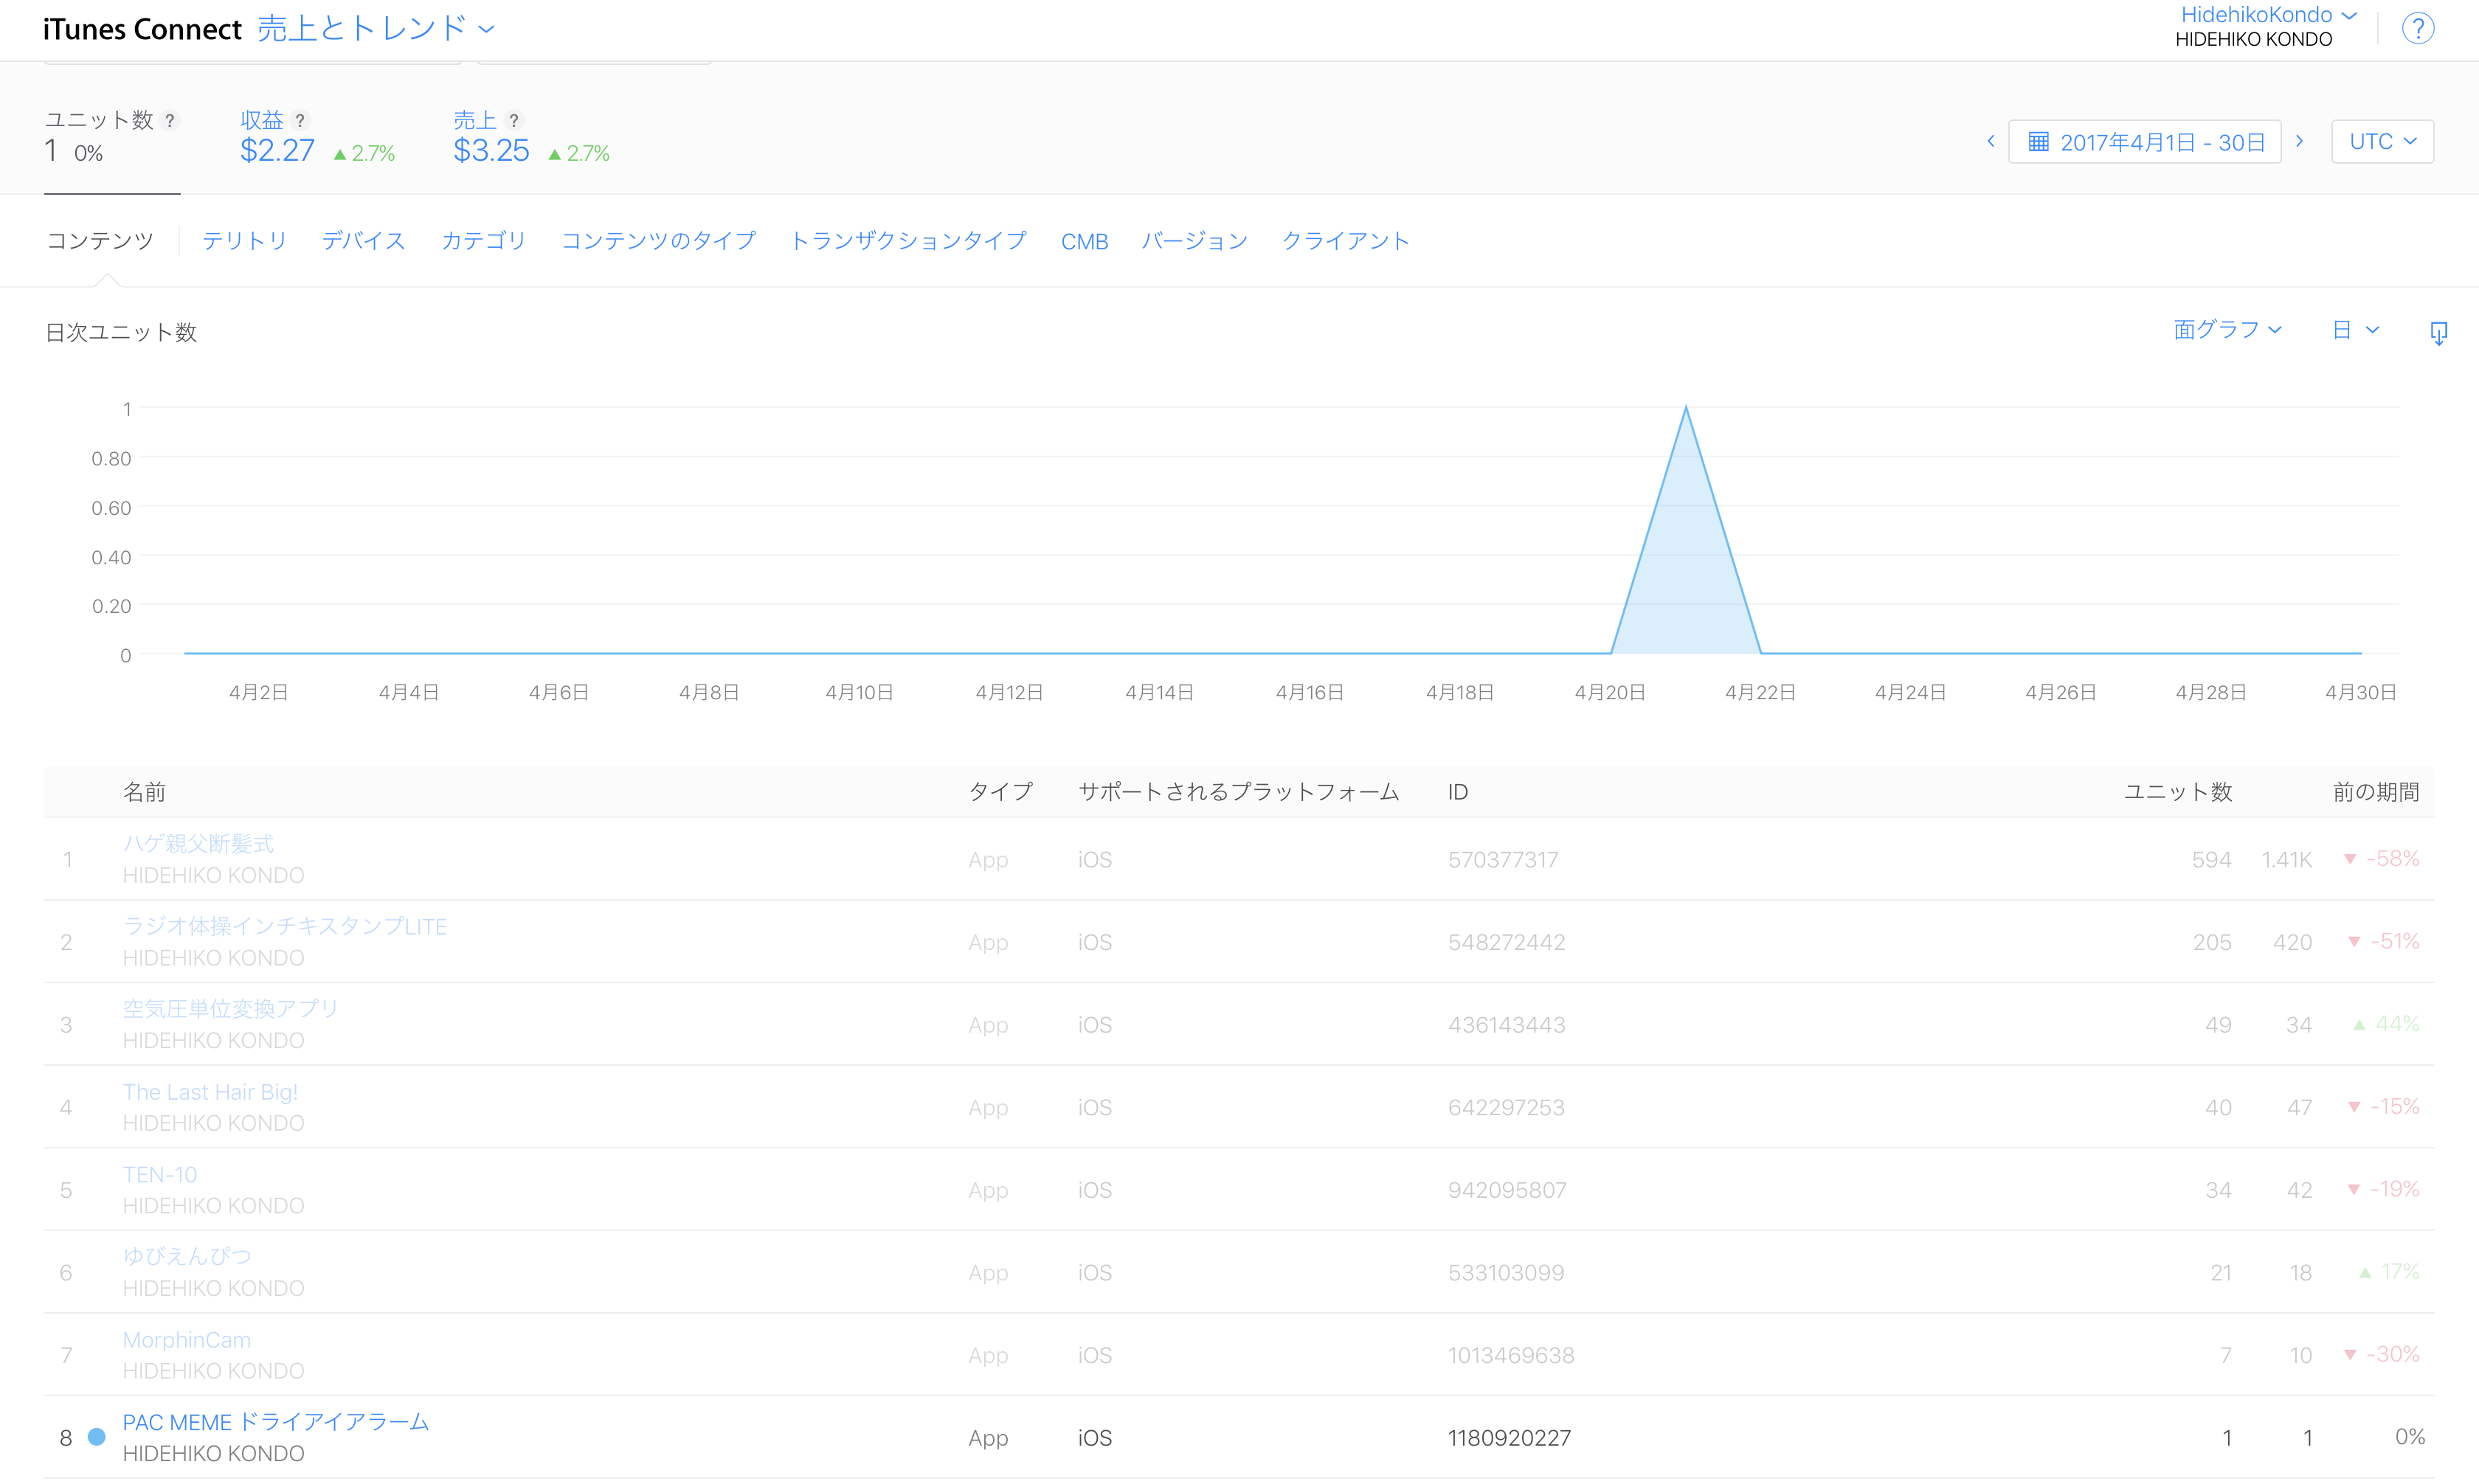 iTunes Connect 売上とトレンド
HidehikoKondo
HIDEHIKO KONDO
?
ユニット数 ?
1 0%
収益 ?
$2.27 ▲2.7%
売上 ?
$3.25 ▲2.7%
2017年4月1日 - 30日
UTC
コンテンツ テリトリ デバイス カテゴリ コンテンツのタイプ トランザクションタイプ CMB バージョン クライアント
日次ユニット数
面グラフ 日
1
0.80
0.60
0.40
0.20
0
4月2日 4月4日 4月6日 4月8日 4月10日 4月12日 4月14日 4月16日 4月18日 4月20日 4月22日 4月24日 4月26日 4月28日 4月30日
名前 タイプ サポートされるプラットフォーム ID ユニット数 前の期間
1 ハゲ親父断髪式 App iOS 570377317 594 1.41K ▼ -58%
HIDEHIKO KONDO
2 ラジオ体操インチキスタンプLITE App iOS 548272442 205 420 ▼ -51%
HIDEHIKO KONDO
3 空気圧単位変換アプリ App iOS 436143443 49 34 ▲ 44%
HIDEHIKO KONDO
4 The Last Hair Big! App iOS 642297253 40 47 ▼ -15%
HIDEHIKO KONDO
5 TEN-10 App iOS 942095807 34 42 ▼ -19%
HIDEHIKO KONDO
6 ゆびえんぴつ App iOS 533103099 21 18 ▲ 17%
HIDEHIKO KONDO
7 MorphinCam App iOS 1013469638 7 10 ▼ -30%
HIDEHIKO KONDO
8 PAC MEME ドライアイアラーム App iOS 1180920227 1 1 0%
HIDEHIKO KONDO